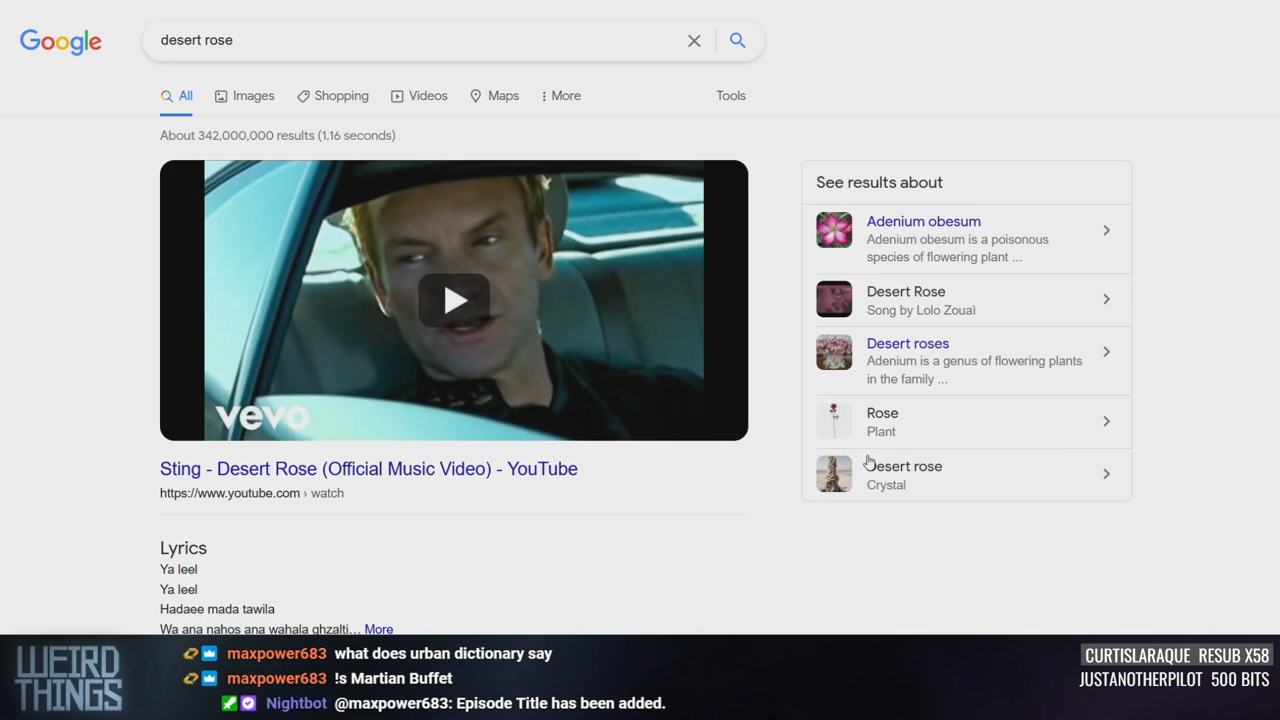 Google
desert rose
All
Images
Shopping
Videos
Maps
More
Tools
About 342,000,000 results (1.16 seconds)
vevo
Sting - Desert Rose (Official Music Video) - YouTube
https://www.youtube.com › watch
Lyrics
Ya leel
Ya leel
Hadaee mada tawila
Wa ana nahos ana wahala ghzalti... More
See results about
Adenium obesum
Adenium obesum is a poisonous
species of flowering plant ...
Desert Rose
Song by Lolo Zouaï
Desert roses
Adenium is a genus of flowering plants
in the family ...
Rose
Plant
Desert rose
Crystal
WEIRD
THINGS
maxpower683 what does urban dictionary say
maxpower683 !s Martian Buffet
Nightbot @maxpower683: Episode Title has been added.
CURTISLARAQUE RESUB X58
JUSTANOTHERPILOT 500 BITS